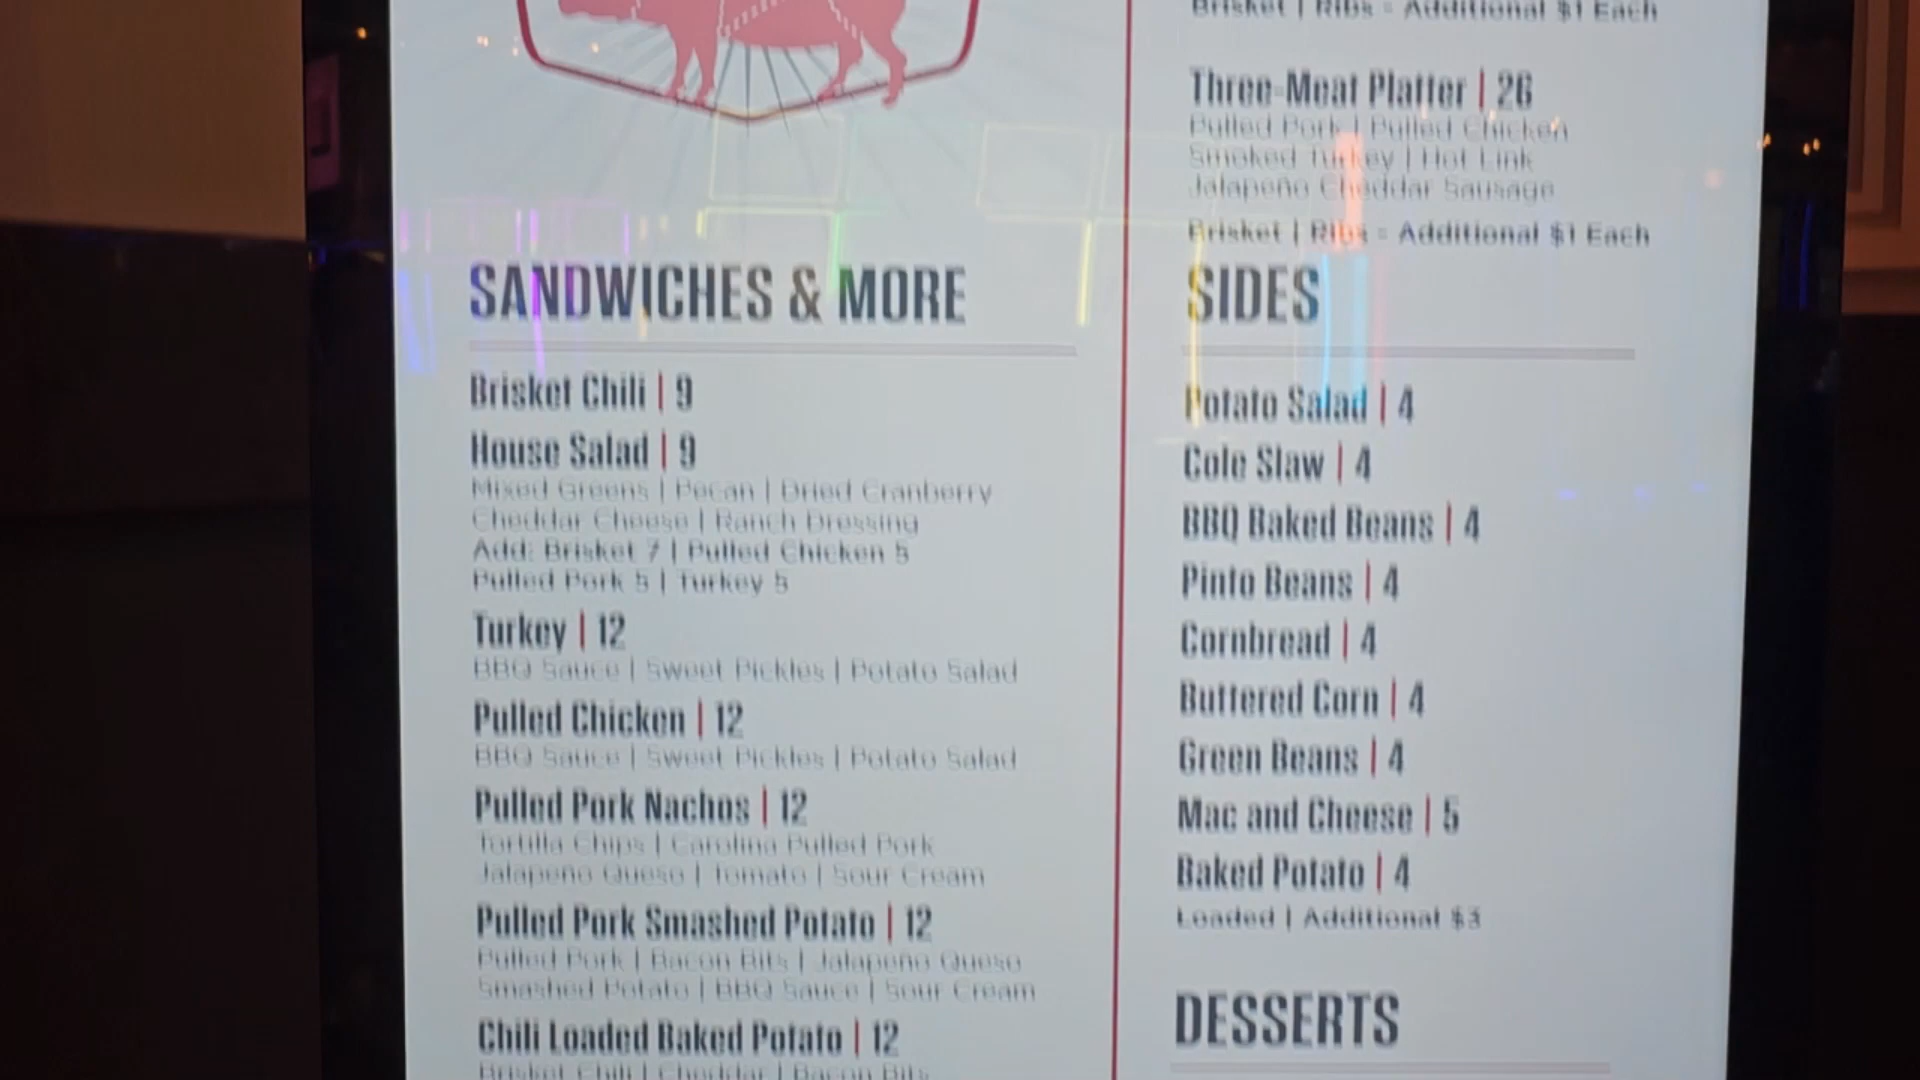 SANDWICHES & MORE
Brisket Chili | 9
House Salad | 9
Mixed Greens | Pecan | Dried Cranberry
Cheddar Cheese | Ranch Dressing
Add: Brisket 7 | Pulled Chicken 5
Pulled Pork 5 | Turkey 5
Turkey | 12
BBQ Sauce | Sweet Pickles | Potato Salad
Pulled Chicken | 12
BBQ Sauce | Sweet Pickles | Potato Salad
Pulled Pork Nachos | 12
Tortilla Chips | Carolina Pulled Pork
Jalapeño Queso | Tomato | Sour Cream
Pulled Pork Smashed Potato | 12
Pulled Pork | Bacon Bits | Jalapeño Queso
Smashed Potato | BBQ Sauce | Sour Cream
Chili Loaded Baked Potato | 12
Brisket Chili | Cheddar | Bacon Bits
Brisket | Ribs - Additional $1 Each
Three-Meat Platter | 26
Pulled Pork | Pulled Chicken
Smoked Turkey | Hot Link
Jalapeño Cheddar Sausage
Brisket | Ribs - Additional $1 Each
SIDES
Potato Salad | 4
Cole Slaw | 4
BBQ Baked Beans | 4
Pinto Beans | 4
Cornbread | 4
Buttered Corn | 4
Green Beans | 4
Mac and Cheese | 5
Baked Potato | 4
Loaded | Additional $3
DESSERTS